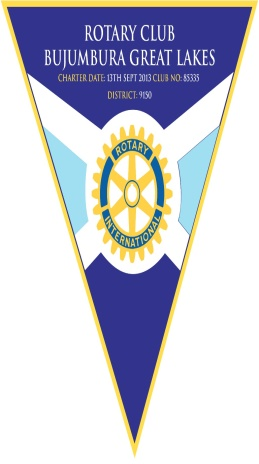 ROTARY CLUB
BUJUMBURA GREAT LAKES
CHARTER DATE: 13TH SEPT 2013 CLUB NO: 85335
DISTRICT: 9150
ROTARY
INTERNATIONAL